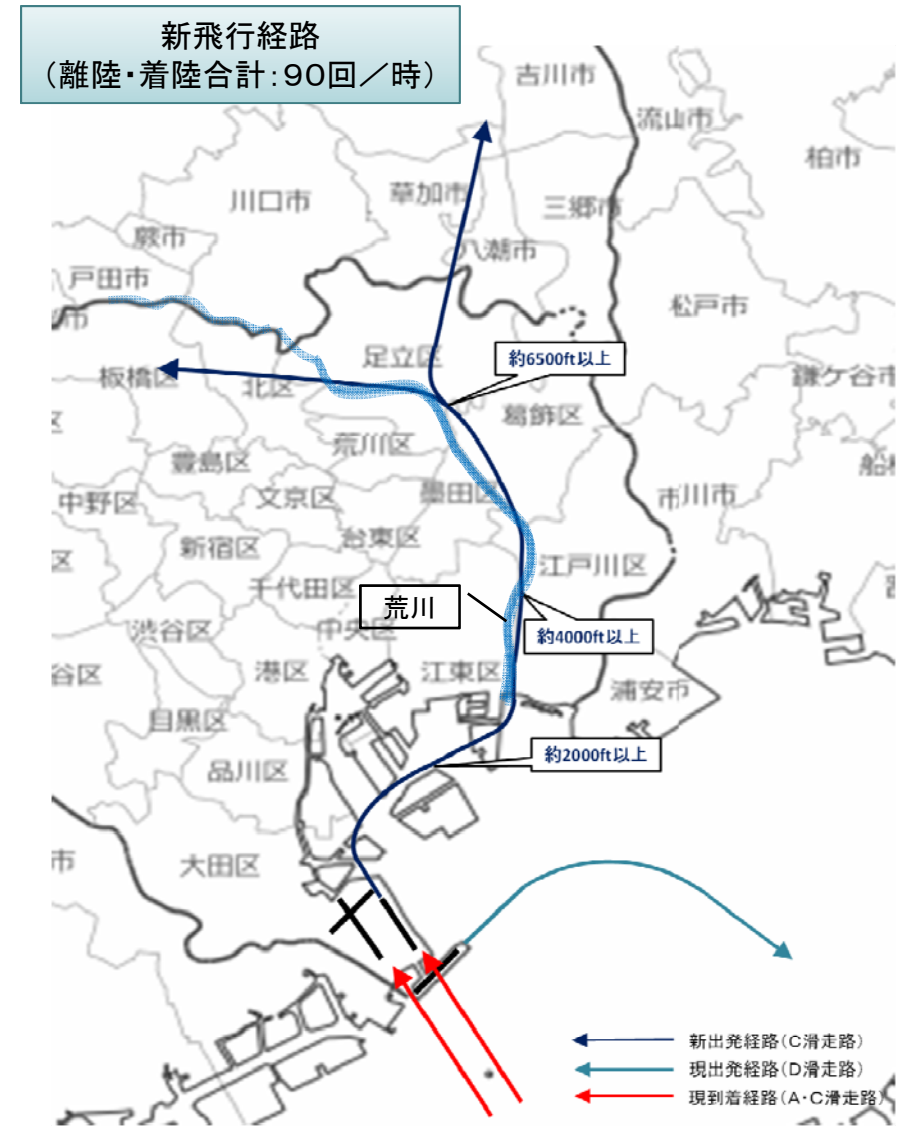 新飛行経路
(離陸・着陸合計:90回/時)
吉川市
流山市
柏市
川口市
草加市
三郷市
蕨市
八潮市
戸田市
松戸市
足立区
約6500ft以上
板橋区
北区
鎌ケ谷市
葛飾区
荒川区
豊島区
墨田区
市川市
中野区
文京区
台東区
新宿区
江戸川区
千代田区
荒川
渋谷区
中央区
約4000ft以上
港区
江東区
浦安市
目黒区
約2000ft以上
品川区
大田区
新出発経路(C滑走路)
現出発経路(D滑走路)
現到着経路(A・C滑走路)